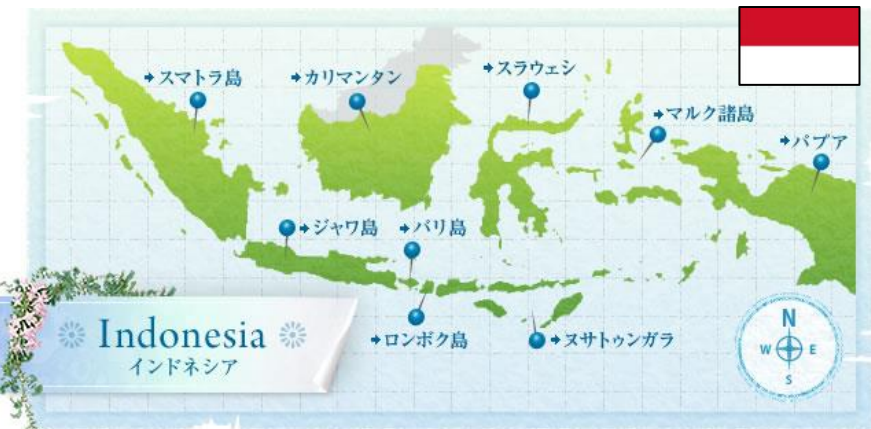 スマトラ島
カリマンタン
スラウェシ
マルク諸島
パプア
ジャワ島
バリ島
ロンボク島
ヌサトゥンガラ
Indonesia
インドネシア
N
W E
S